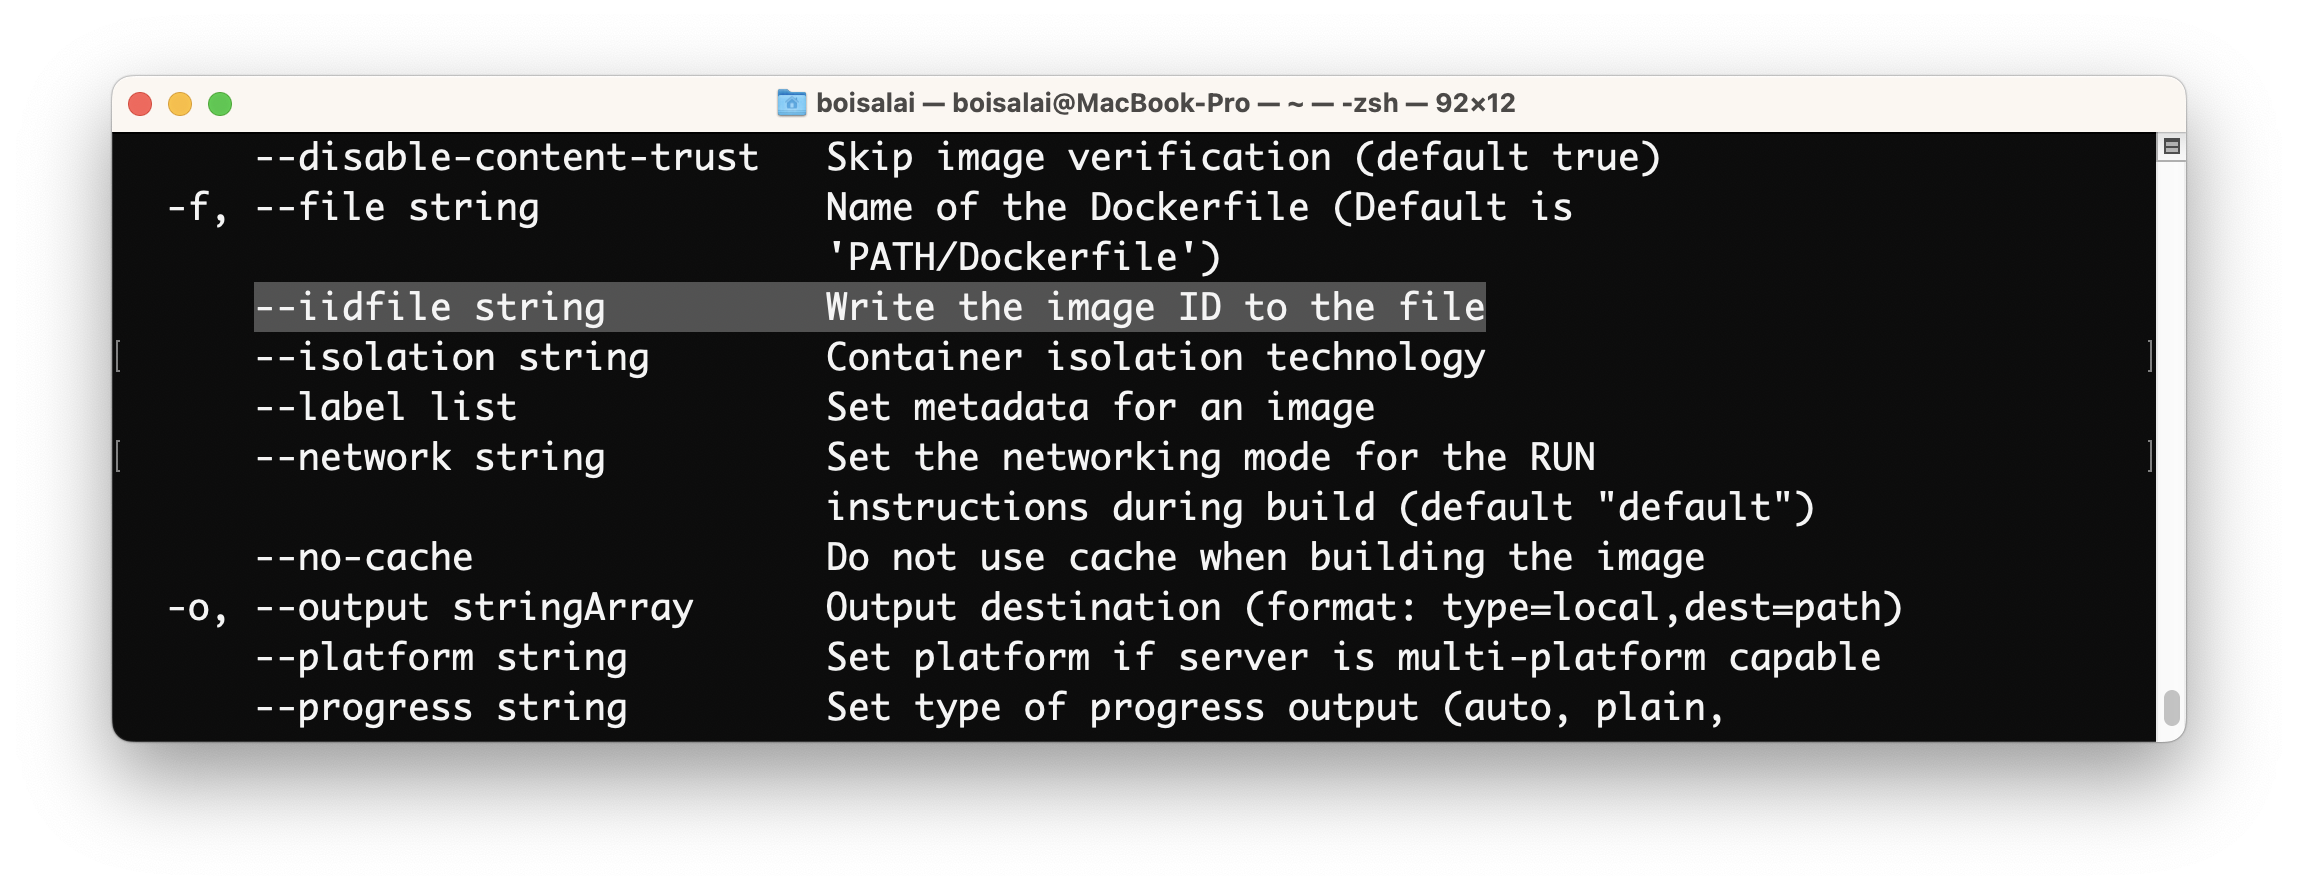 boisalai — boisalai@MacBook-Pro — ~ — -zsh — 92×12
--disable-content-trust   Skip image verification (default true)
-f, --file string             Name of the Dockerfile (Default is
'PATH/Dockerfile')
--iidfile string          Write the image ID to the file
[     --isolation string        Container isolation technology     ]
--label list              Set metadata for an image
[     --network string          Set the networking mode for the RUN     ]
instructions during build (default "default")
--no-cache                Do not use cache when building the image
-o, --output stringArray      Output destination (format: type=local,dest=path)
--platform string         Set platform if server is multi-platform capable
--progress string         Set type of progress output (auto, plain,